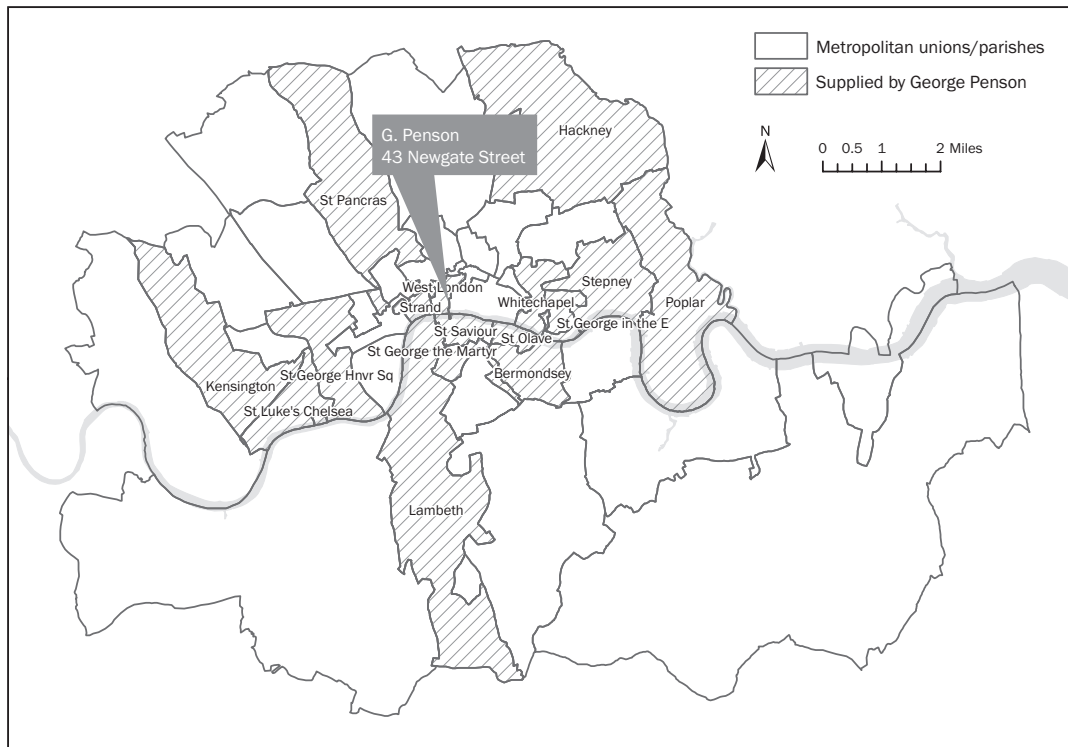 Metropolitan unions/parishes
Supplied by George Penson
N
0 0.5 1 2 Miles
G. Penson
43 Newgate Street
Hackney
St Pancras
West London
Strand
Whitechapel
Stepney
Poplar
St George in the E
St Saviour
St Olave
St George the Martyr
Bermondsey
St George Hnvr Sq
Kensington
St Luke's Chelsea
Lambeth